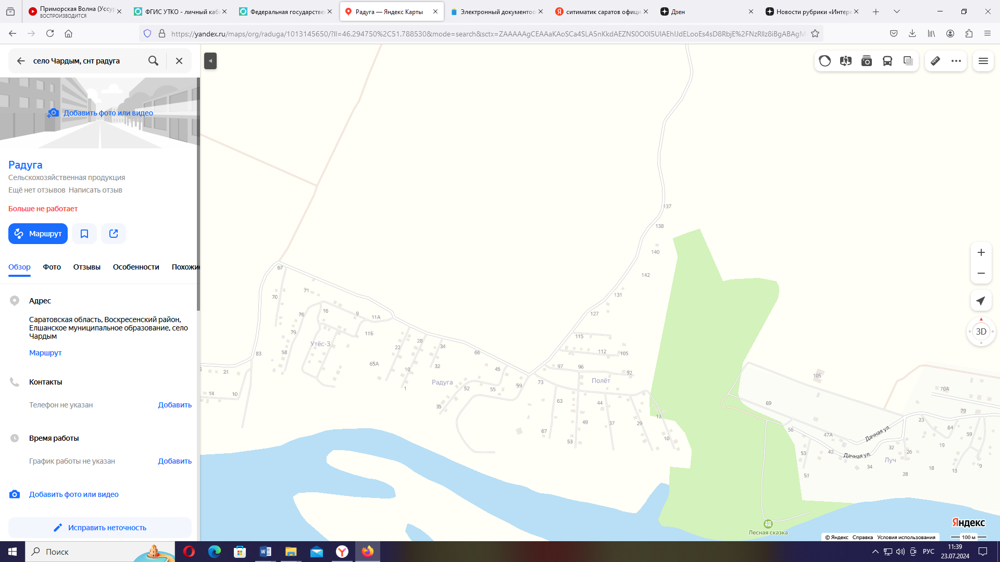 Приморская Волна (Уссур
ВОСПРОИЗВОДИТСЯ
ФГИС УТКО - личный каб
Федеральная государстве
Радуга — Яндекс Карты
Электронный документоо
ситиматик саратов офиц
Дзен
Новости рубрики «Интере
https://yandex.ru/maps/org/raduga/1013145650/?ll=46.294750%2C51.788530&mode=search&sctx=
село Чардым, снт радуга
Добавить фото или видео
Радуга
Сельскохозяйственная продукция
Ещё нет отзывов Написать отзыв
Больше не работает
Маршрут
Обзор Фото Отзывы Особенности Похожи
Адрес
Саратовская область, Воскресенский район,
Елшанское муниципальное образование, село
Чардым
Маршрут
Контакты
Телефон не указан Добавить
Время работы
График работы не указан Добавить
Добавить фото или видео
Исправить неточность
137
138
140
142
67
131
71
70
127
16
76
9
11А
79
11Б
115
28
Утёс-3
34
22
112
105
58
66
83
65А
32
97
96
10
45
92
21
105
Полёт
Радуга
73
59
1
52
55
70А
14
10
63
44
69
35
79
13
23
49
37
29
64
56
67
59
47А
Дачная ул.
10
53
19
32
26
42
53
Дачная ул.
Луч
34
18
9
13
28
51
Лесная сказка
3D
Яндекс
© Яндекс Справка Условия использования
100 м
Поиск
РУС
11:39
23.07.2024